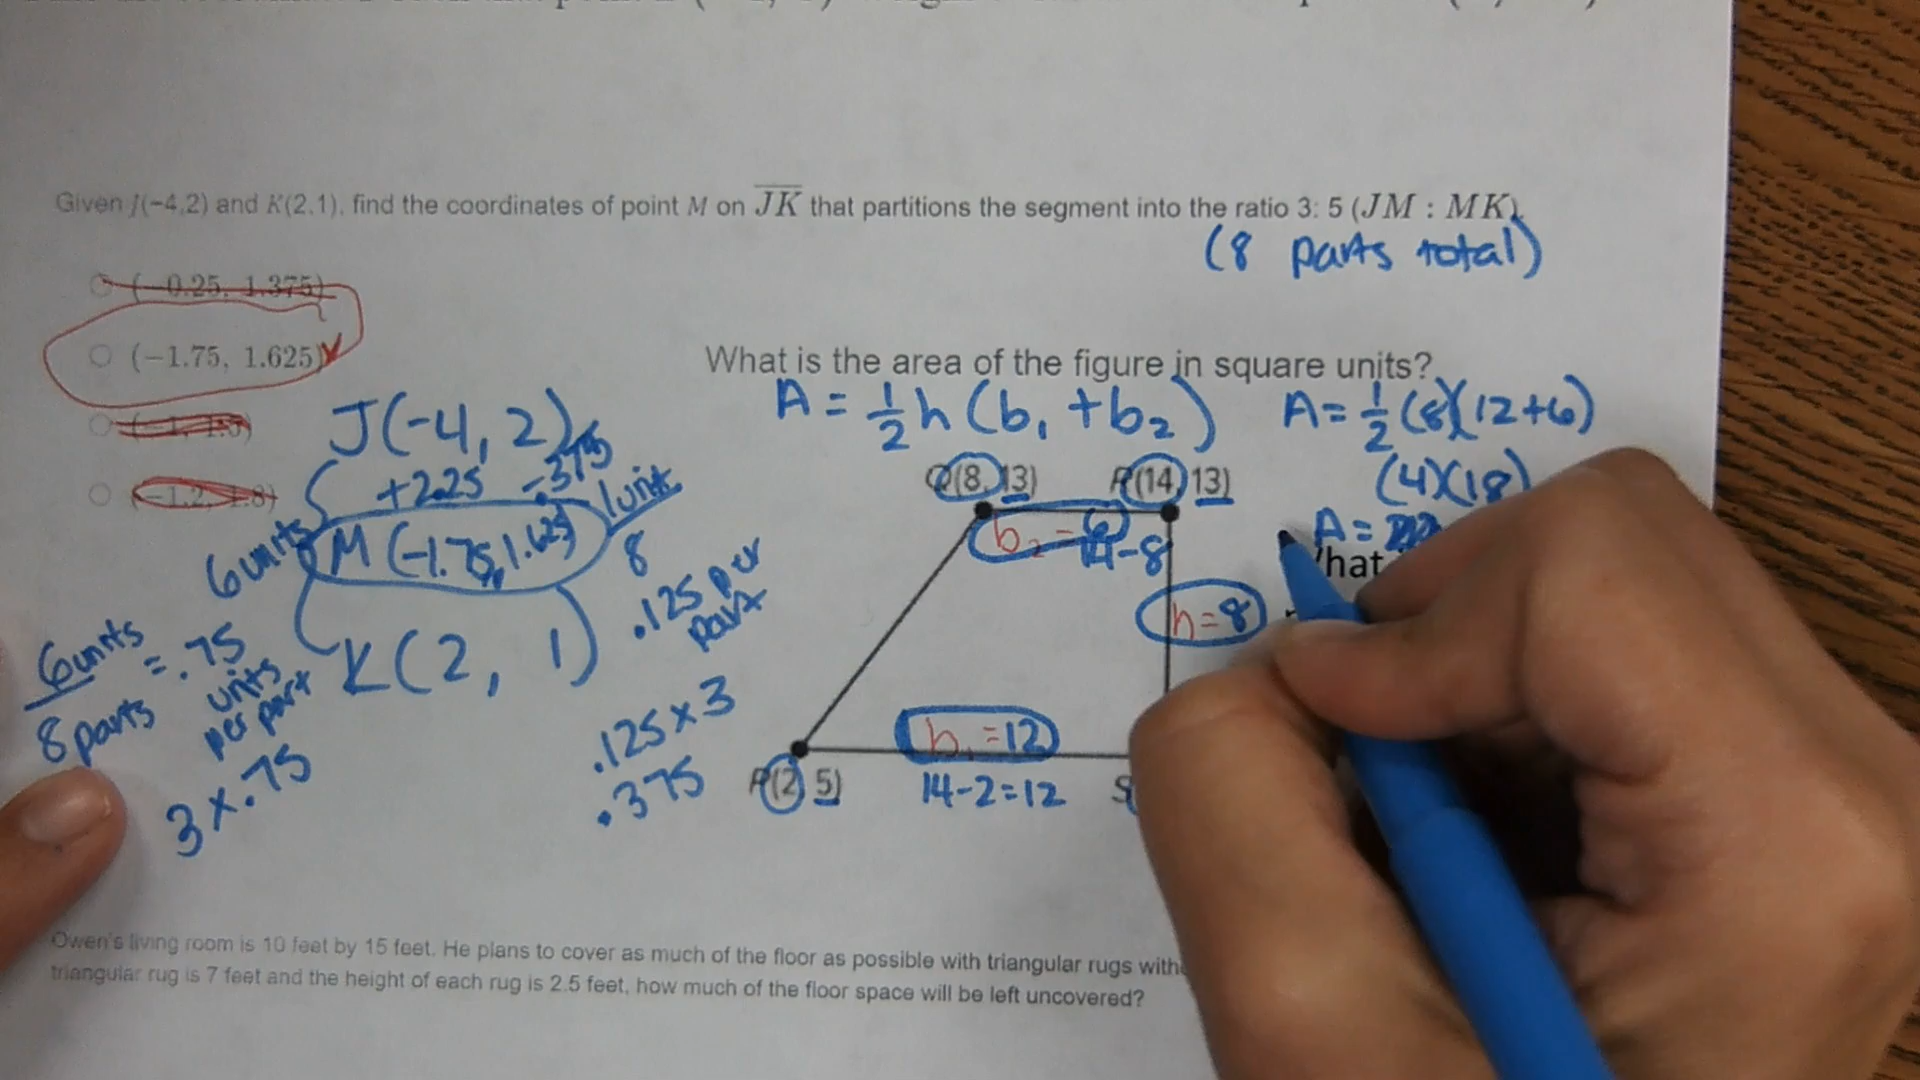 Given J(−4,2) and K(2,1), find the coordinates of point M on JK that partitions the segment into the ratio 3: 5 (JM : MK).
(8 parts total)
(−0.25, 1.375)
(−1.75, 1.625)
What is the area of the figure in square units?
A = 1/2 h (b1 + b2)
A = 1/2 (8)(12+6)
(4)(18)
A =
J(-4, 2)
+2.25 -.375
6 units
M (-1.75, 1.625)
1 unit
8
.125 per part
K(2, 1)
6 units
8 parts
= .75 units per part
3 x .75
.125 x 3
.375
Q(8, 13)
R(14, 13)
b2 = 6
14-8
h = 8
hat
b1 = 12
P(2, 5)
14-2=12
S
Owen's living room is 10 feet by 15 feet. He plans to cover as much of the floor as possible with triangular rugs
triangular rug is 7 feet and the height of each rug is 2.5 feet, how much of the floor space will be left uncovered?